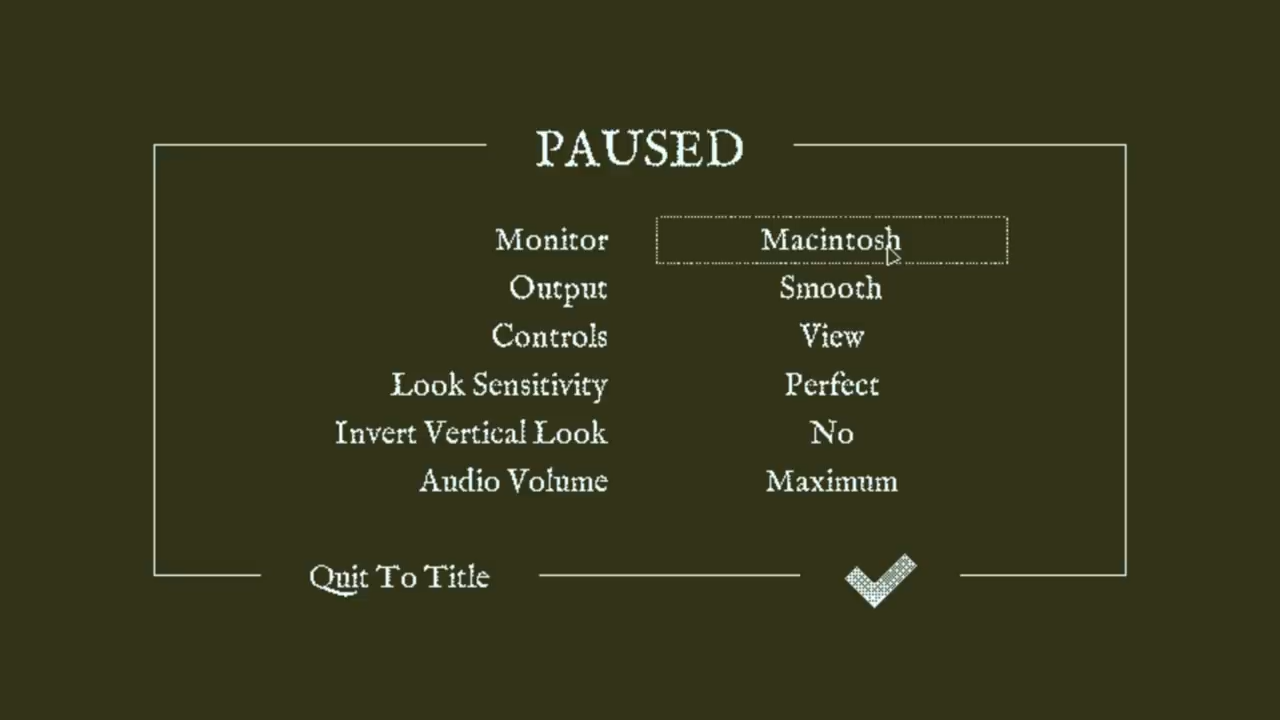 PAUSED
Monitor Macintosh
Output Smooth
Controls View
Look Sensitivity Perfect
Invert Vertical Look No
Audio Volume Maximum
Quit To Title